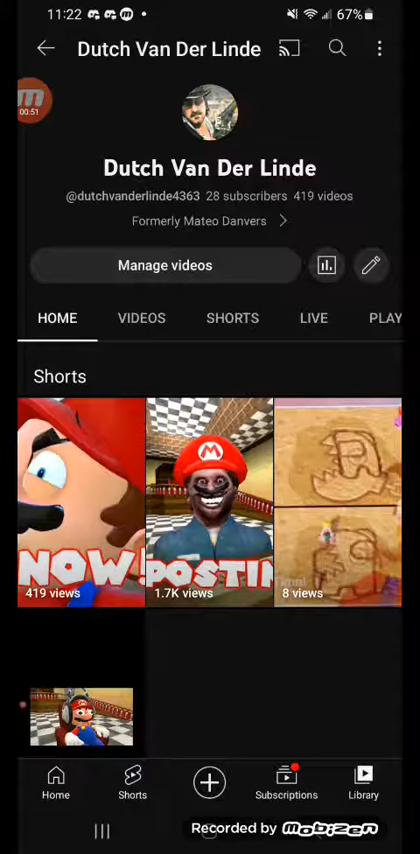 11:22
67%
Dutch Van Der Linde
00:51
Dutch Van Der Linde
@dutchvanderlinde4363 28 subscribers 419 videos
Formerly Mateo Danvers
Manage videos
HOME VIDEOS SHORTS LIVE PLAY
Shorts
M
NOW! POSTIN
419 views 1.7K views 8 views
Home Shorts Subscriptions Library
Recorded by mobizen